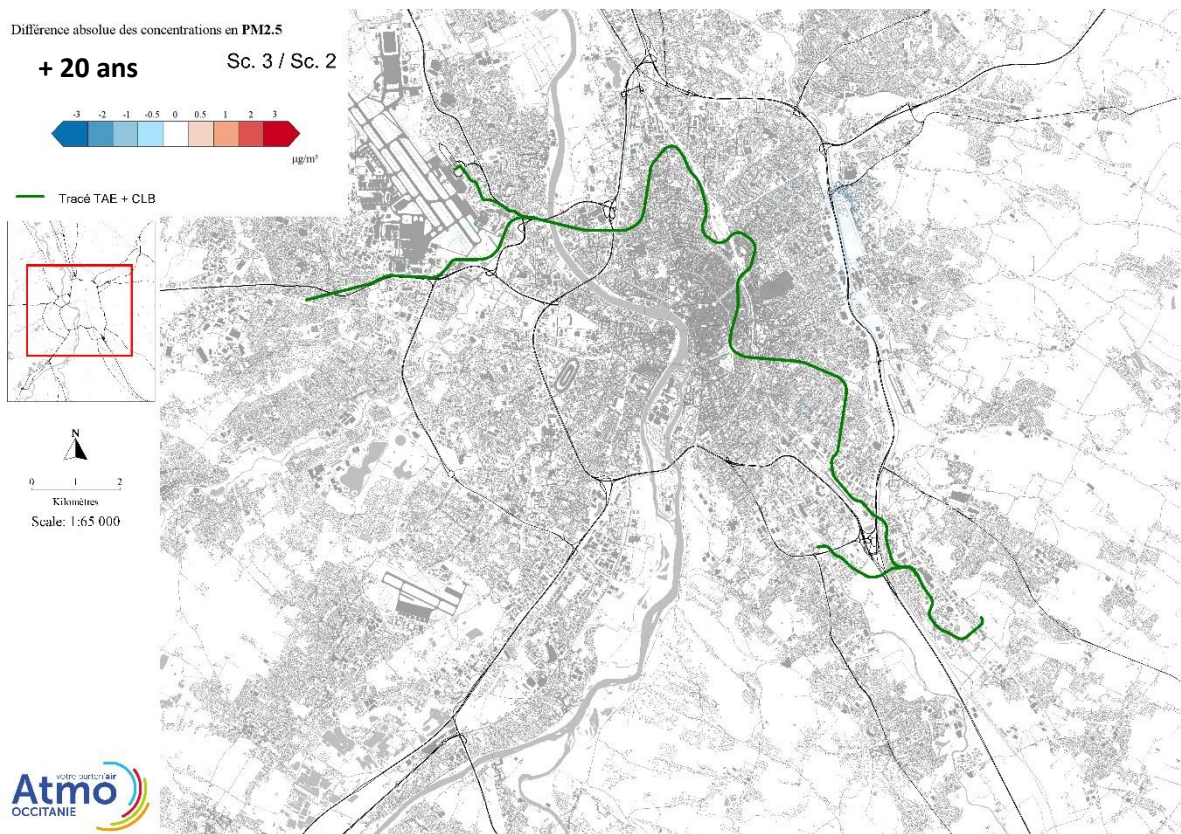 Différence absolue des concentrations en PM2.5
+ 20 ans
Sc. 3 / Sc. 2
-3 -2 -1 -0.5 0 0.5 1 2 3
µg/m³
Tracé TAE + CLB
N
0 1 2
Kilomètres
Scale: 1:65 000
votre parten'air
Atmo
OCCITANIE